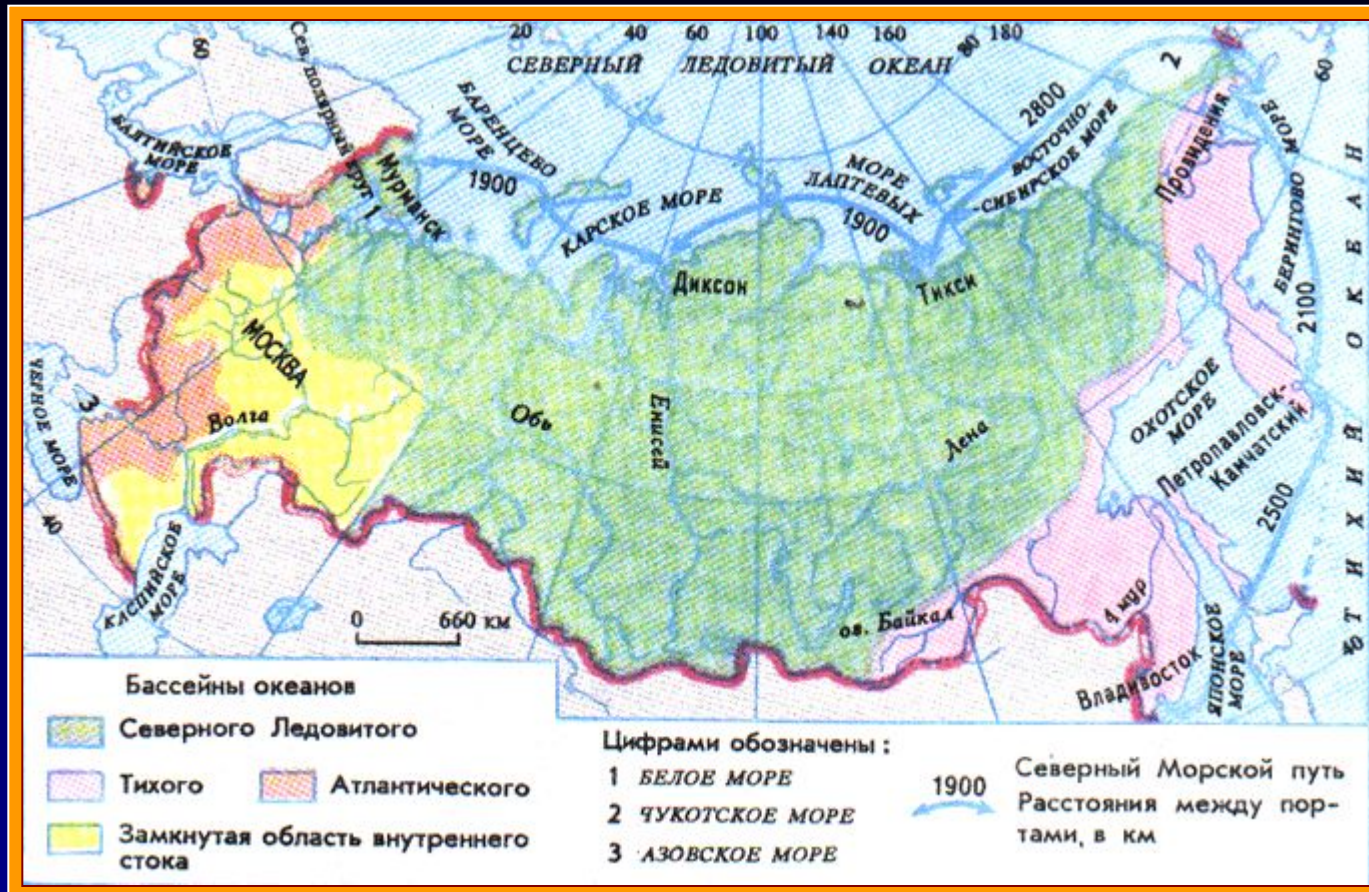 20
40
60
100
140
160
80
180
60
60
СЕВЕРНЫЙ ЛЕДОВИТЫЙ ОКЕАН
Сев. полярный круг
БАЛТИЙСКОЕ
МОРЕ
БАРЕНЦЕВО
МОРЕ
1900
Мурманск
1
КАРСКОЕ МОРЕ
МОРЕ
ЛАПТЕВЫХ
1900
2800
ВОСТОЧНО-
-СИБИРСКОЕ МОРЕ
2
Провидения
БЕРИНГОВО МОРЕ
2100
ТИХИЙ ОКЕАН
Диксон
Тикси
МОСКВА
Волга
Обь
Енисей
Лена
ЧЕРНОЕ МОРЕ
3
40
КАСПИЙСКОЕ
МОРЕ
ОХОТСКОЕ
МОРЕ
Петропавловск-
Камчатский
2500
оз. Байкал
Амур
Владивосток
ЯПОНСКОЕ
МОРЕ
40
0 660 км
Бассейны океанов
Северного Ледовитого
Тихого
Атлантического
Замкнутая область внутреннего
стока
Цифрами обозначены:
1 БЕЛОЕ МОРЕ
2 ЧУКОТСКОЕ МОРЕ
3 АЗОВСКОЕ МОРЕ
1900
Северный Морской путь
Расстояния между пор-
тами, в км